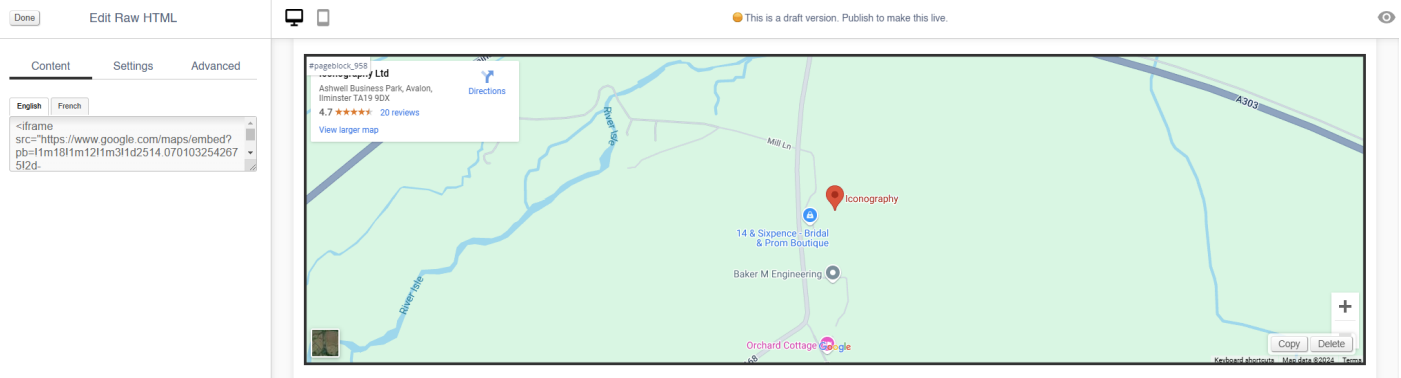 Done
Edit Raw HTML
This is a draft version. Publish to make this live.
Content
Settings
Advanced
English
French
<iframe
src="https://www.google.com/maps/embed?
pb=!1m18!1m12!1m3!1d2514.070103254267
5!2d-
#pageblock_958
Iconography Ltd
Ashwell Business Park, Avalon,
Ilminster TA19 9DX
4.7
20 reviews
View larger map
Directions
River Isle
Mill Ln
A303
Iconography
14 & Sixpence - Bridal
& Prom Boutique
Baker M Engineering
River Isle
Orchard Cottage
Google
Copy
Delete
Keyboard shortcuts
Map data ©2024
Terms